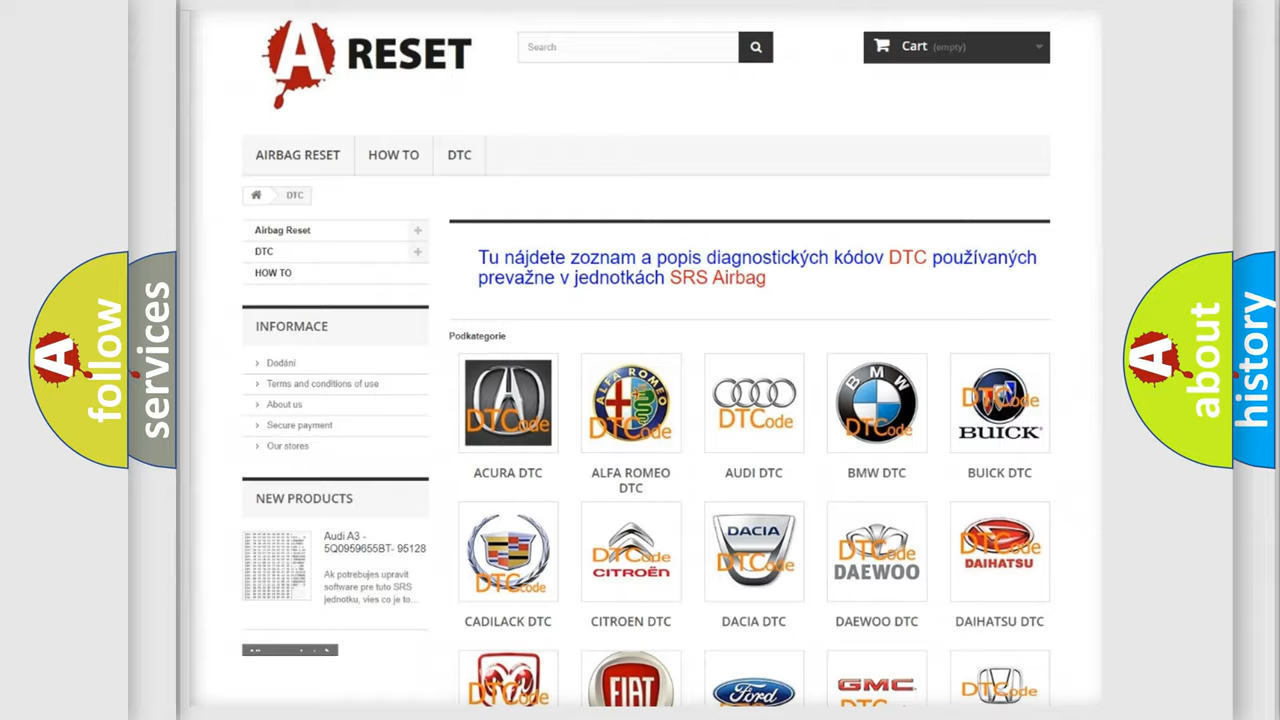 A RESET
Search
Cart (empty)
AIRBAG RESET
HOW TO
DTC
DTC
Airbag Reset
DTC
HOW TO
INFORMACE
Dodání
Terms and conditions of use
About us
Secure payment
Our stores
NEW PRODUCTS
Audi A3 -
5Q0959655BT- 95128
Ak potrebujes upravit
software pre tuto SRS
jednotku, vies co je to...
Tu nájdete zoznam a popis diagnostických kódov DTC používaných
prevažne v jednotkách SRS Airbag
Podkategorie
DTCode
ALFA ROMEO
DTCode
DTCode
BMW
DTCode
DTCode
BUICK
ACURA DTC
ALFA ROMEO
DTC
AUDI DTC
BMW DTC
BUICK DTC
DTCode
DTCode
CITROËN
DACIA
DTCode
DTCode
DAEWOO
DTCode
DAIHATSU
CADILACK DTC
CITROEN DTC
DACIA DTC
DAEWOO DTC
DAIHATSU DTC
DTCode
FIAT
Ford
GMC
DTCode
A follow
services
A about
history